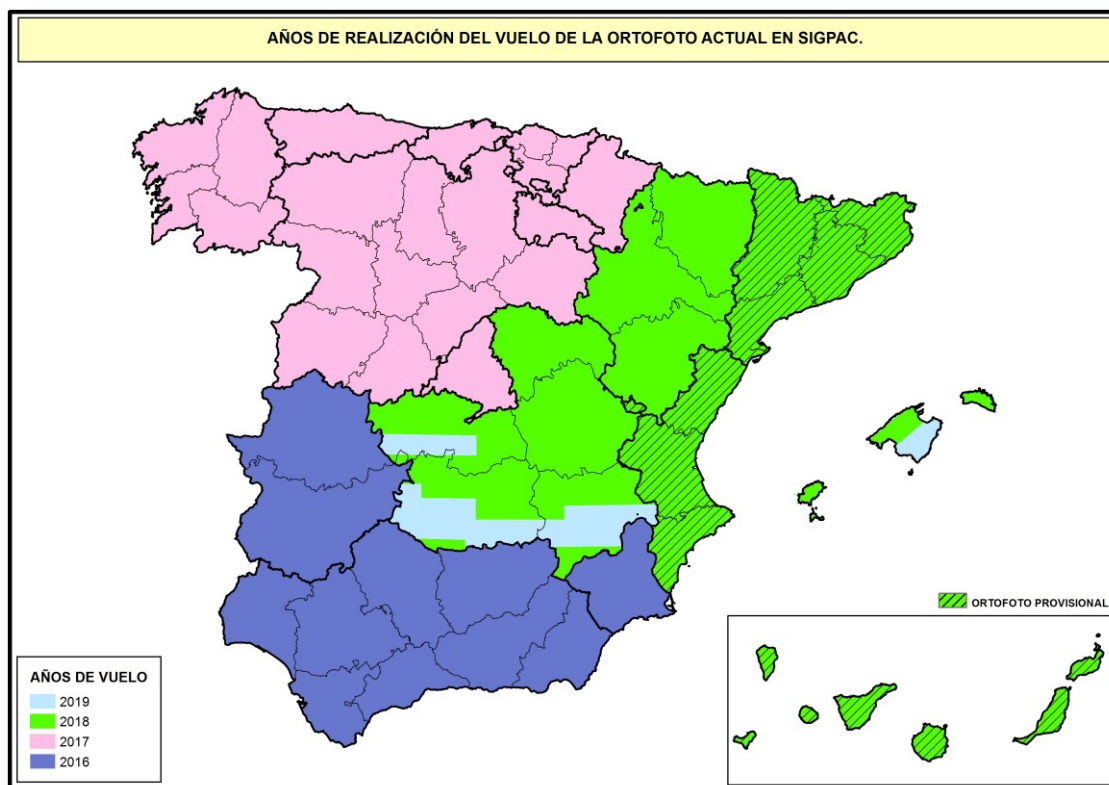 AÑOS DE REALIZACIÓN DEL VUELO DE LA ORTOFOTO ACTUAL EN SIGPAC.
ORTOFOTO PROVISIONAL
AÑOS DE VUELO
2019
2018
2017
2016